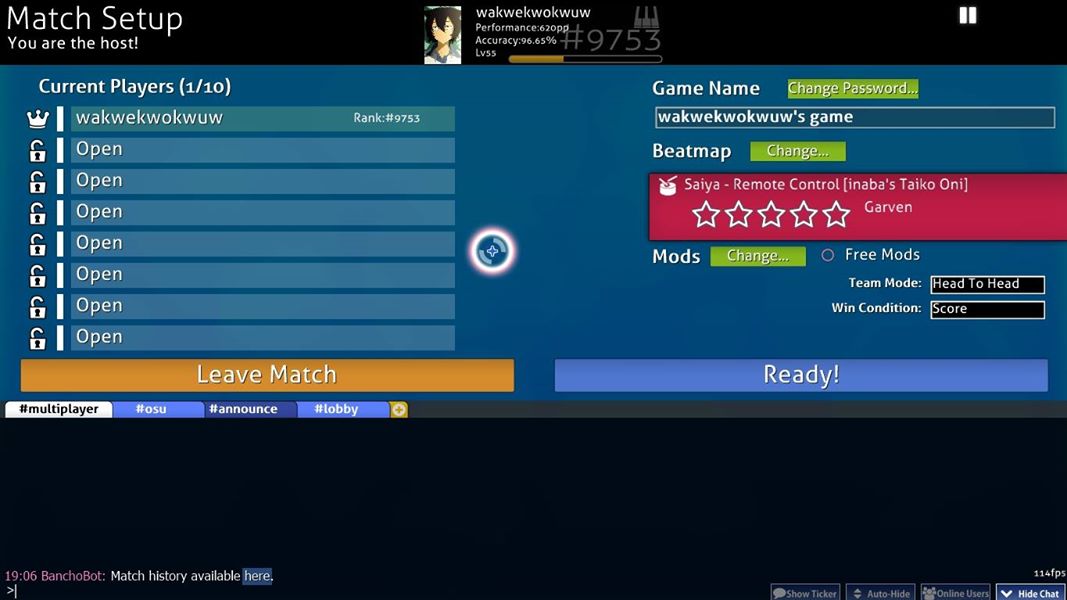 Match Setup
You are the host!
wakwekwokwuw
Performance:620pp
Accuracy:96.65%
Lv55
#9753
Current Players (1/10)
wakwekwokwuw Rank:#9753
Open
Open
Open
Open
Open
Open
Open
Game Name Change Password...
wakwekwokwuw's game
Beatmap Change...
Saiya - Remote Control [inaba's Taiko Oni]
Garven
Mods Change... Free Mods
Team Mode: Head To Head
Win Condition: Score
Leave Match Ready!
#multiplayer #osu #announce #lobby
19:06 BanchoBot: Match history available here.
>
114fps
Show Ticker Auto-Hide Online Users Hide Chat